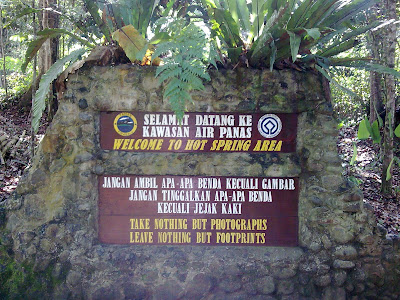 SELAMAT DATANG KE
KAWASAN AIR PANAS
WELCOME TO HOT SPRING AREA
JANGAN AMBIL APA-APA BENDA KECUALI GAMBAR
JANGAN TINGGALKAN APA-APA BENDA
KECUALI JEJAK KAKI
TAKE NOTHING BUT PHOTOGRAPHS
LEAVE NOTHING BUT FOOTPRINTS